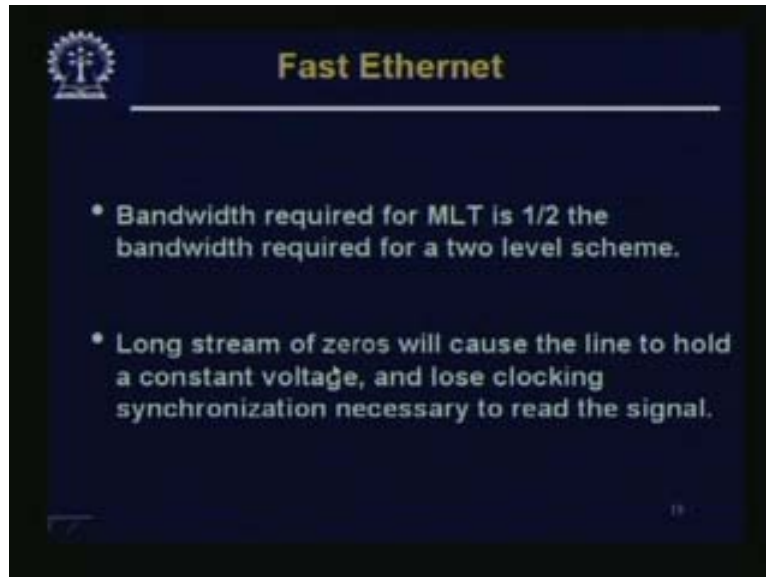 Fast Ethernet
• Bandwidth required for MLT is 1/2 the
bandwidth required for a two level scheme.
• Long stream of zeros will cause the line to hold
a constant voltage, and lose clocking
synchronization necessary to read the signal.